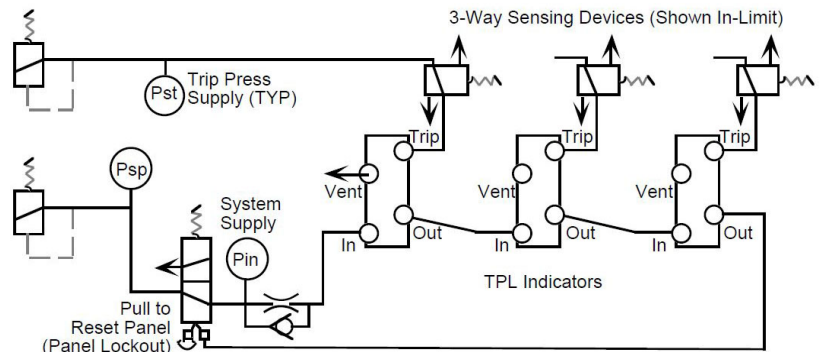 3-Way Sensing Devices (Shown In-Limit)
Pst
Trip Press
Supply (TYP)
Trip
Trip
Trip
Psp
Vent
Vent
Vent
System
Supply
Out
Out
Out
In
In
In
Pin
TPL Indicators
Pull to
Reset Panel
(Panel Lockout)